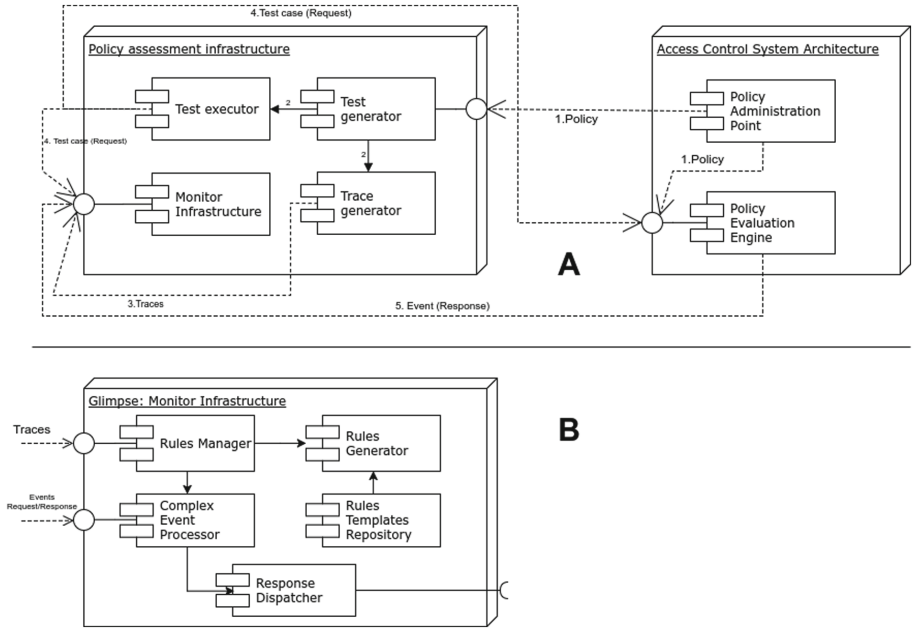 4.Test case (Request)
Policy assessment infrastructure
Access Control System Architecture
Test executor
2
Test
generator
1.Policy
Policy
Administration
Point
4. Test case (Request)
2
1.Policy
Monitor
Infrastructure
Trace
generator
Policy
Evaluation
Engine
A
3.Traces
5. Event (Response)
Glimpse: Monitor Infrastructure
B
Traces
Rules Manager
Rules
Generator
Events
Request/Response
Complex
Event
Processor
Rules
Templates
Repository
Response
Dispatcher